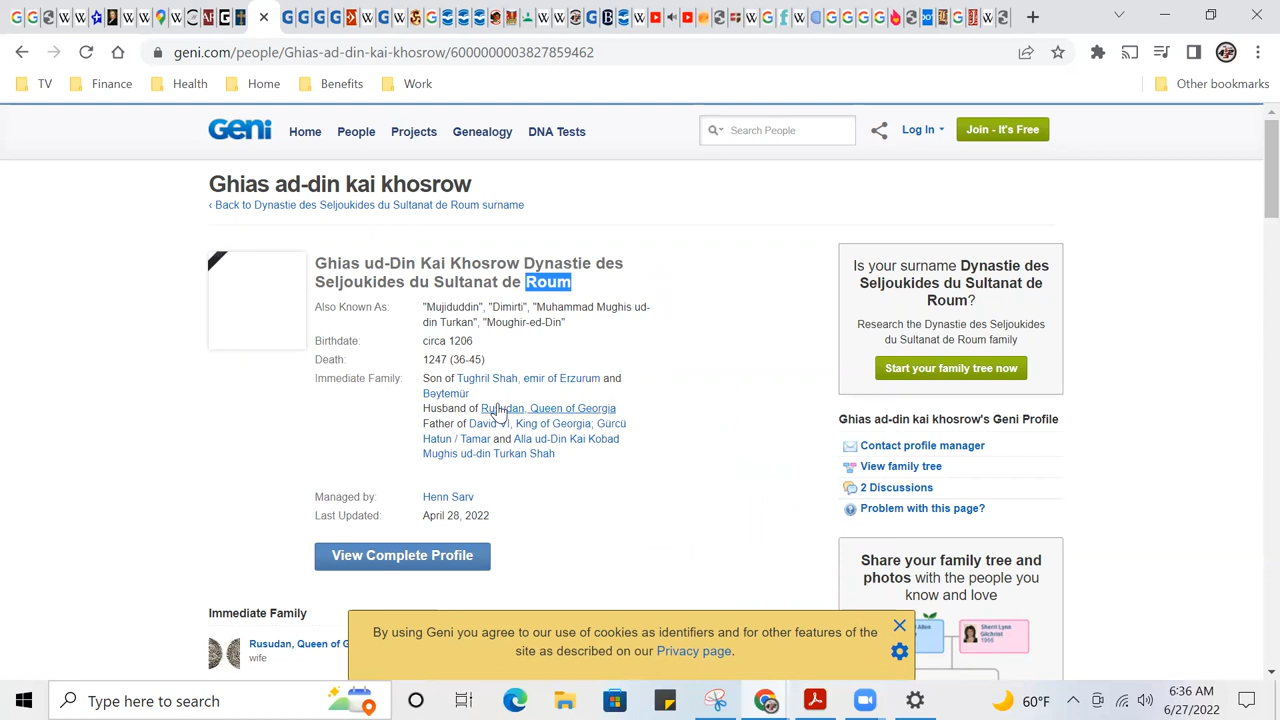 geni.com/people/Ghias-ad-din-kai-khosrow/6000000003827859462
TV
Finance
Health
Home
Benefits
Work
Other bookmarks
Geni
Home
People
Projects
Genealogy
DNA Tests
Search People
Log In
Join - It's Free
Ghias ad-din kai khosrow
‹ Back to Dynastie des Seljoukides du Sultanat de Roum surname
Ghias ud-Din Kai Khosrow Dynastie des
Seljoukides du Sultanat de Roum
Also Known As: "Mujiduddin", "Dimirti", "Muhammad Mughis ud-
din Turkan", "Moughir-ed-Din"
Birthdate: circa 1206
Death: 1247 (36-45)
Immediate Family: Son of Tughril Shah, emir of Erzurum and
Bəytemür
Husband of Rusudan, Queen of Georgia
Father of David VI, King of Georgia; Gürcü
Hatun / Tamar and Alla ud-Din Kai Kobad
Mughis ud-din Turkan Shah
Managed by: Henn Sarv
Last Updated: April 28, 2022
View Complete Profile
Immediate Family
Rusudan, Queen of G
wife
Is your surname Dynastie des
Seljoukides du Sultanat de
Roum?
Research the Dynastie des Seljoukides
du Sultanat de Roum family
Start your family tree now
Ghias ad-din kai khosrow's Geni Profile
Contact profile manager
View family tree
2 Discussions
Problem with this page?
Share your family tree and
photos with the people you
know and love
Allen
Sherri Lynn
Gilchrist
1966
By using Geni you agree to our use of cookies as identifiers and for other features of the
site as described on our Privacy page.
Type here to search
60°F
6:36 AM
6/27/2022